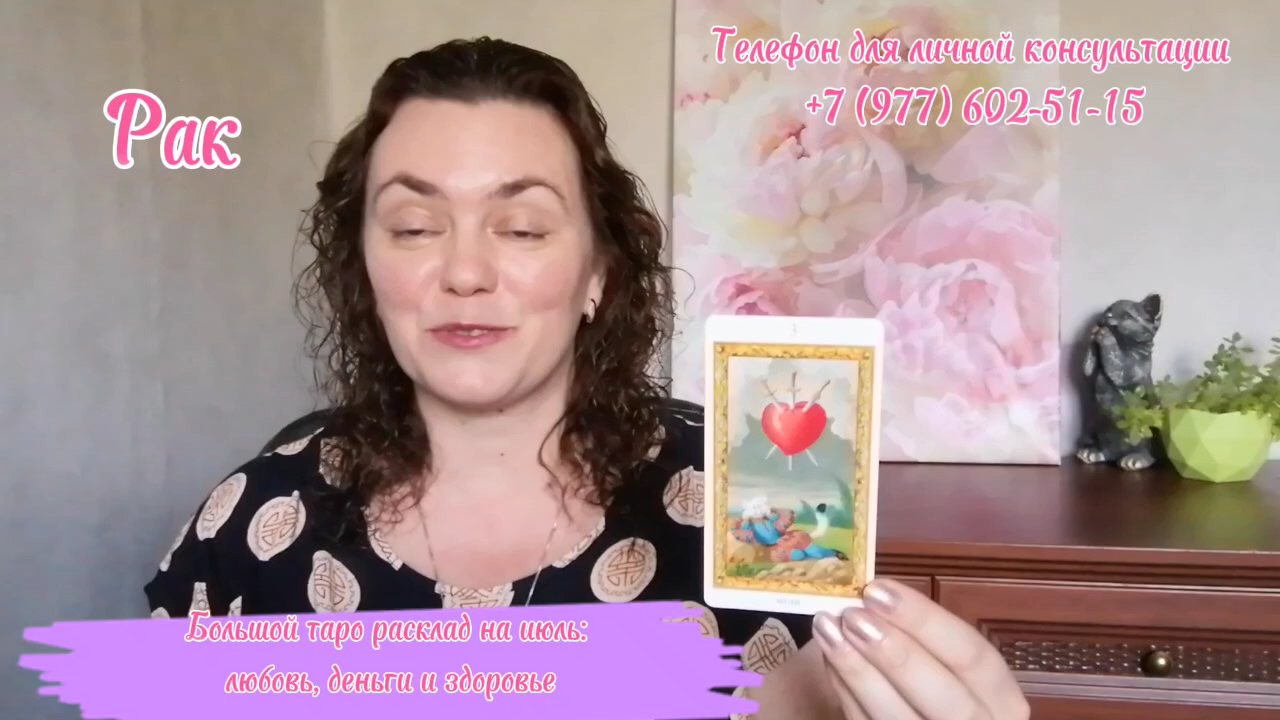 Рак
Телефон для личной консультации
+7 (977) 692-51-15
Большой таро расклад на июль:
любовь, деньги и здоровье